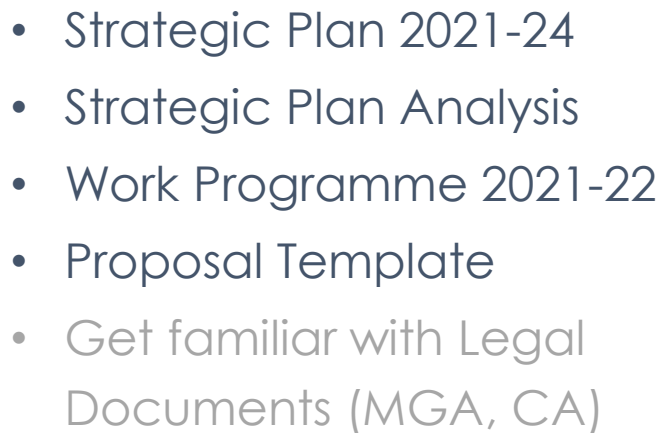 • Strategic Plan 2021-24
• Strategic Plan Analysis
• Work Programme 2021-22
• Proposal Template
• Get familiar with Legal
Documents (MGA, CA)